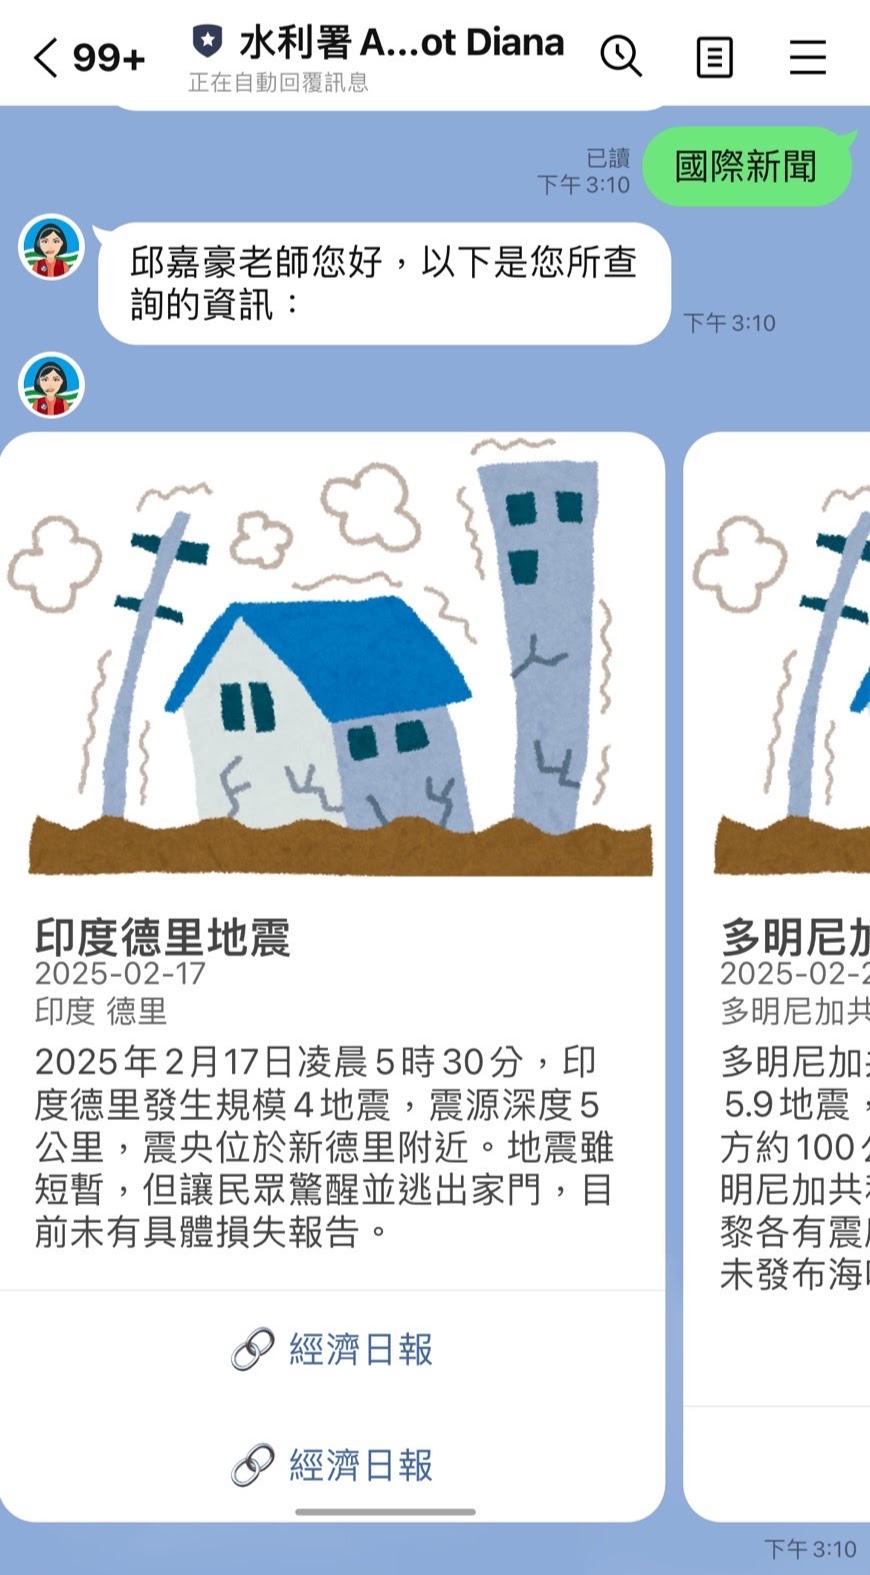 99+
水利署 A...ot Diana
正在自動回覆訊息
已讀
下午 3:10
國際新聞
邱嘉豪老師您好，以下是您所查
詢的資訊：
下午 3:10
印度德里地震
2025-02-17
印度 德里
2025年2月17日凌晨5時30分，印
度德里發生規模4地震，震源深度5
公里，震央位於新德里附近。地震雖
短暫，但讓民眾驚醒並逃出家門，目
前未有具體損失報告。
經濟日報
經濟日報
多明尼加
2025-02-2
多明尼加共
多明尼加
5.9地震，
方約100
明尼加共
黎各有震
未發布海
下午 3:10